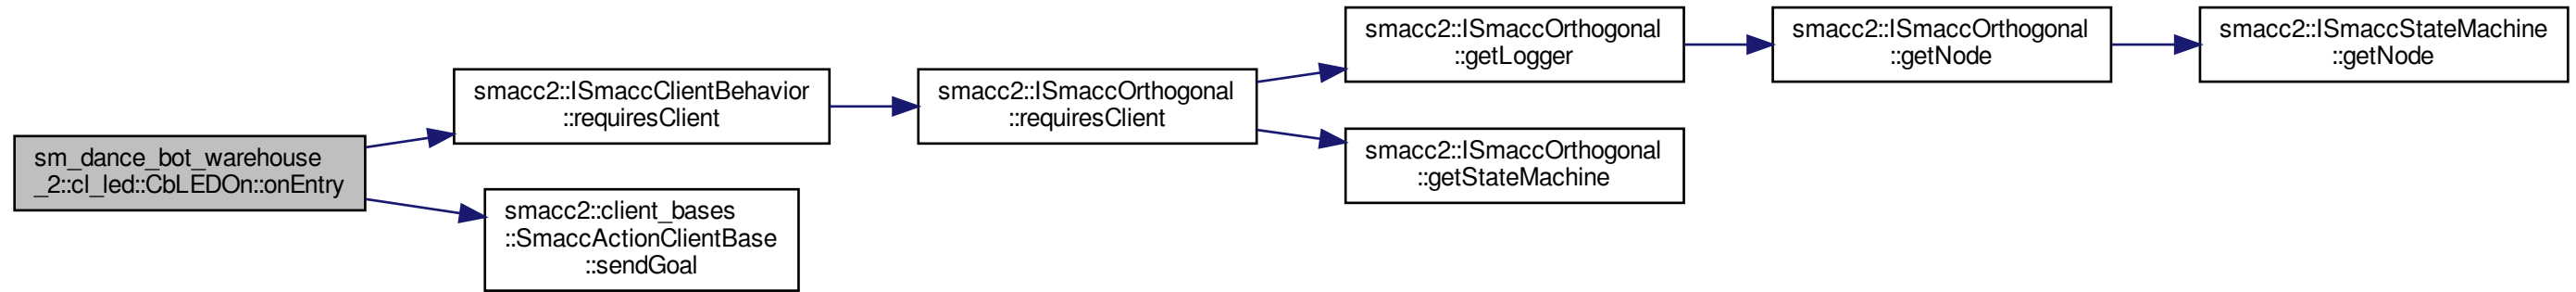 sm_dance_bot_warehouse
_2::cl_led::CbLEDOn::onEntry
smacc2::ISmaccClientBehavior
::requiresClient
smacc2::client_bases
::SmaccActionClientBase
::sendGoal
smacc2::ISmaccOrthogonal
::requiresClient
smacc2::ISmaccOrthogonal
::getLogger
smacc2::ISmaccOrthogonal
::getStateMachine
smacc2::ISmaccOrthogonal
::getNode
smacc2::ISmaccStateMachine
::getNode